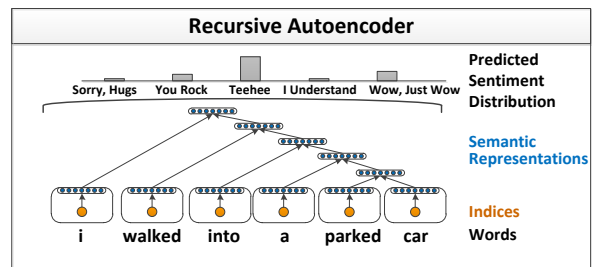 Recursive Autoencoder
Predicted
Sentiment
Distribution
Sorry, Hugs You Rock Teehee I Understand Wow, Just Wow
Semantic
Representations
Indices
i walked into a parked car Words